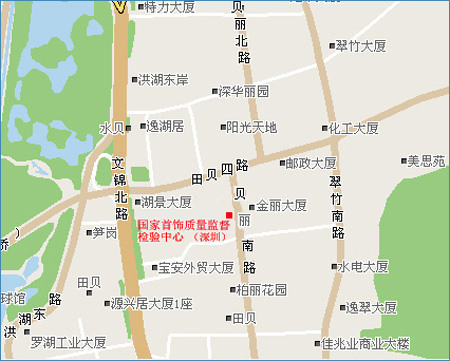 特力大厦
贝丽北路
翠竹大厦
洪湖东岸
深华丽园
水贝
逸湖居
阳光天地
化工大厦
文锦北路
田贝四路
邮政大厦
美思苑
湖景大厦
贝丽南路
金丽大厦
翠竹南路
国家首饰质量监督
检验中心 （深圳）
笋岗
桥）
宝安外贸大厦
水电大厦
田贝
柏丽花园
球馆
源兴居大厦1座
逸翠大厦
洪湖东路
田贝
罗湖工业大厦
佳兆业商业大楼